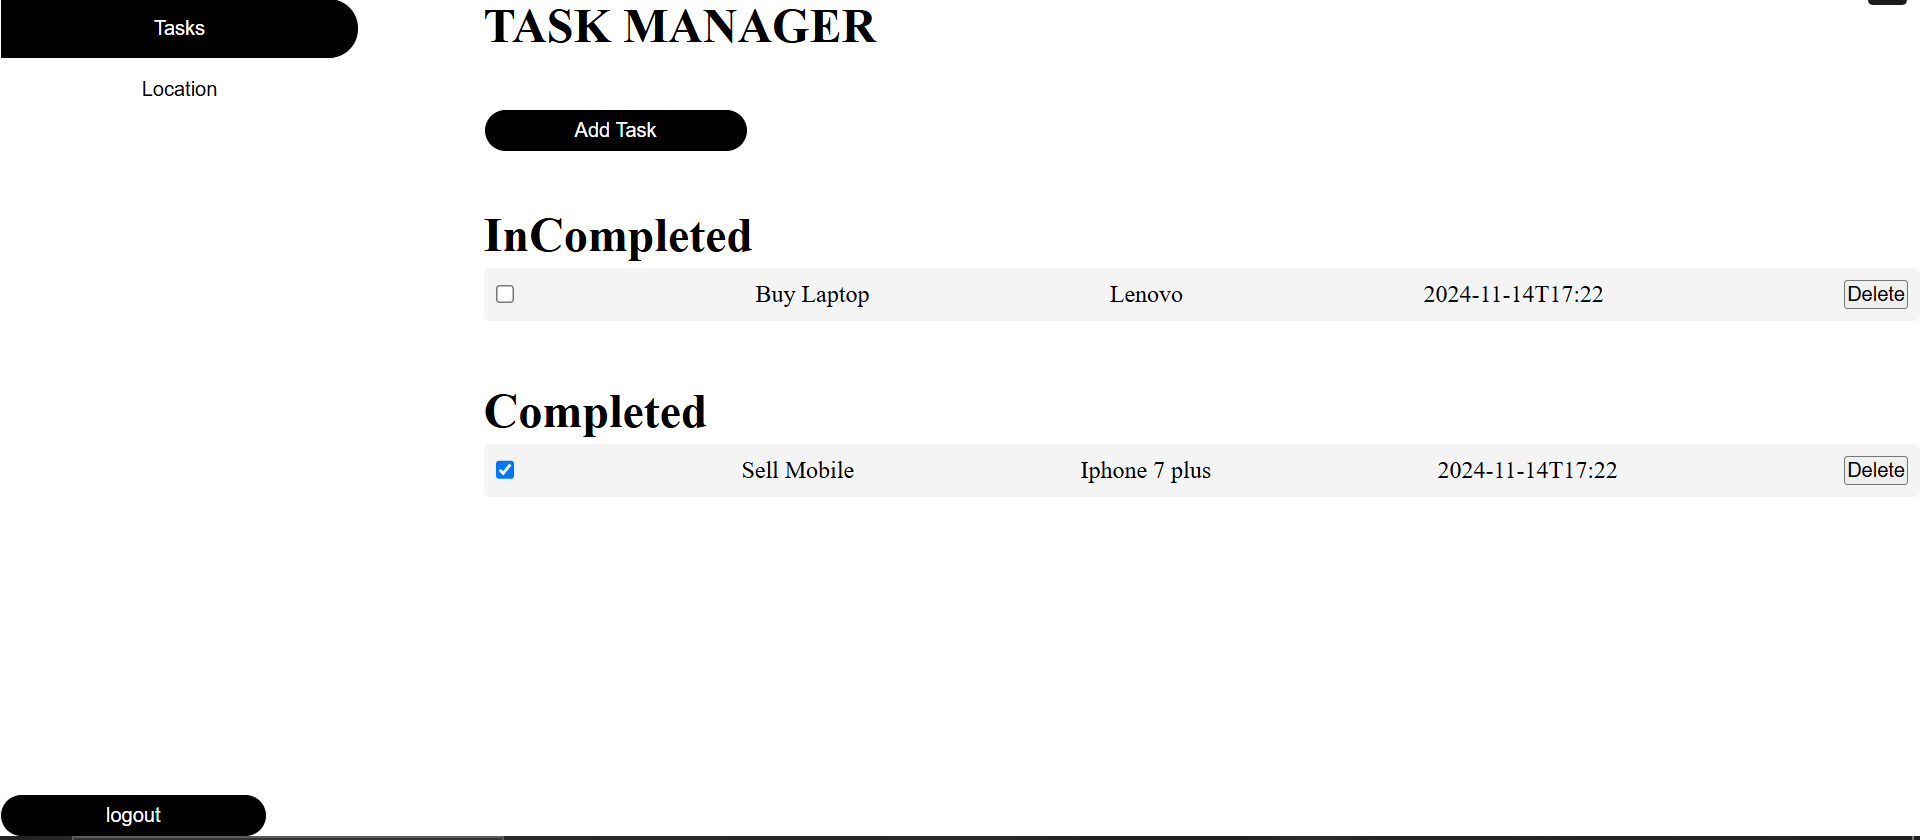 Tasks
Location
TASK MANAGER
Add Task
InCompleted
Buy Laptop Lenovo 2024-11-14T17:22 Delete
Completed
Sell Mobile Iphone 7 plus 2024-11-14T17:22 Delete
logout